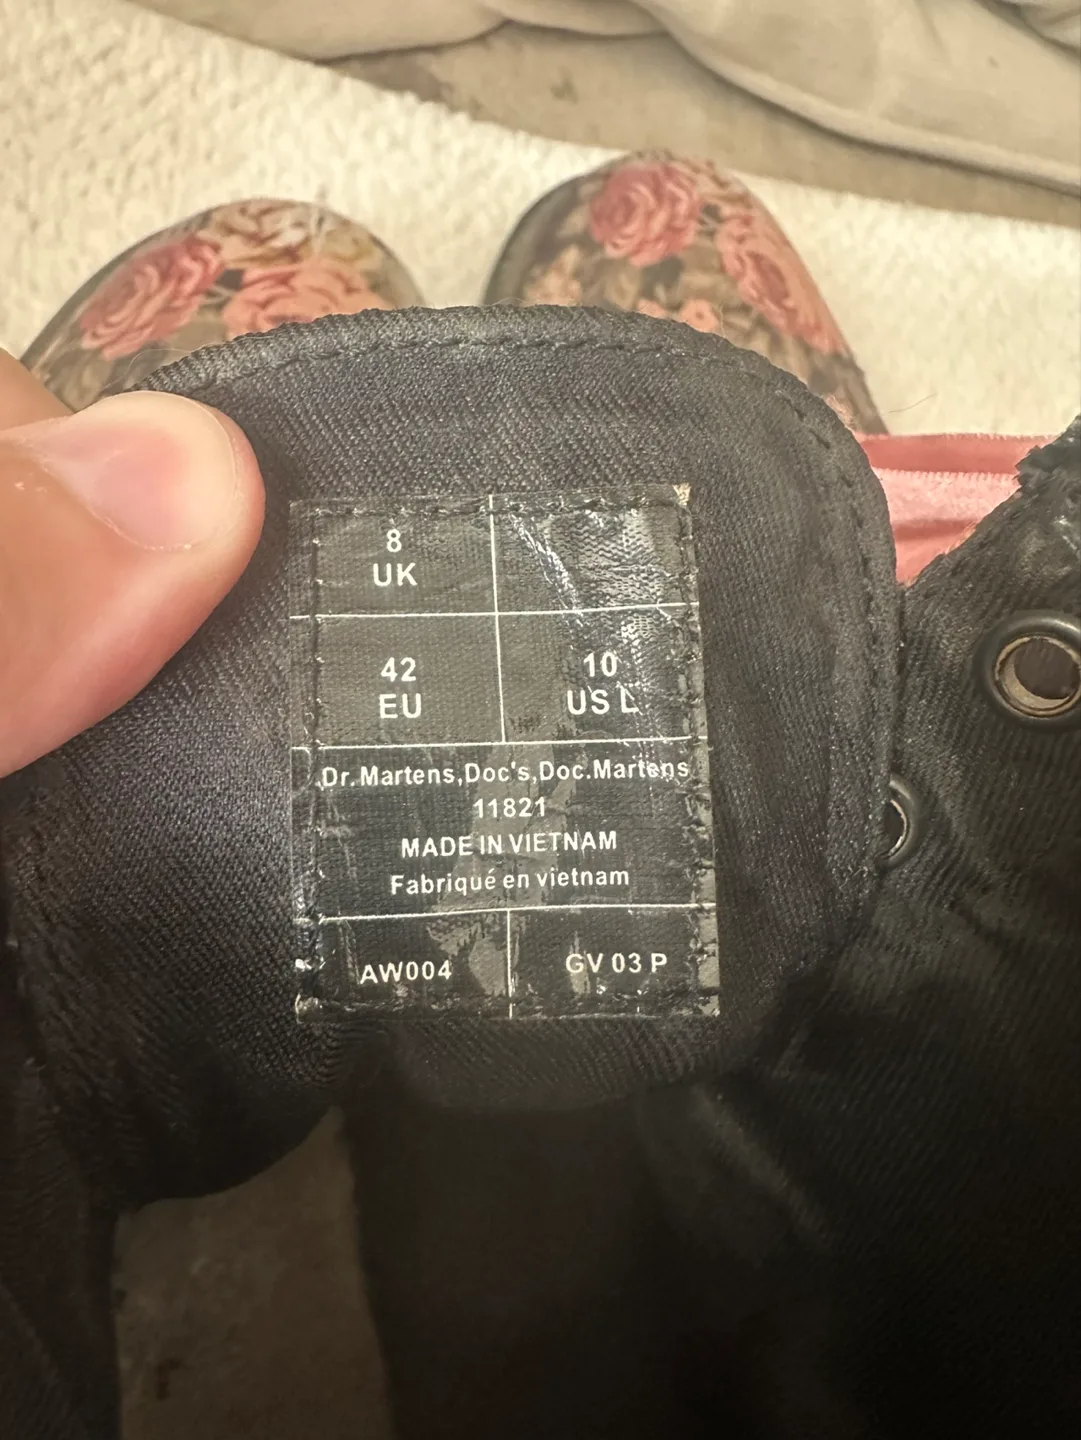 8
UK
42
EU
10
US L
Dr. Martens,Doc's,Doc.Martens
11821
MADE IN VIETNAM
Fabriqué en vietnam
AW004
GV 03 P